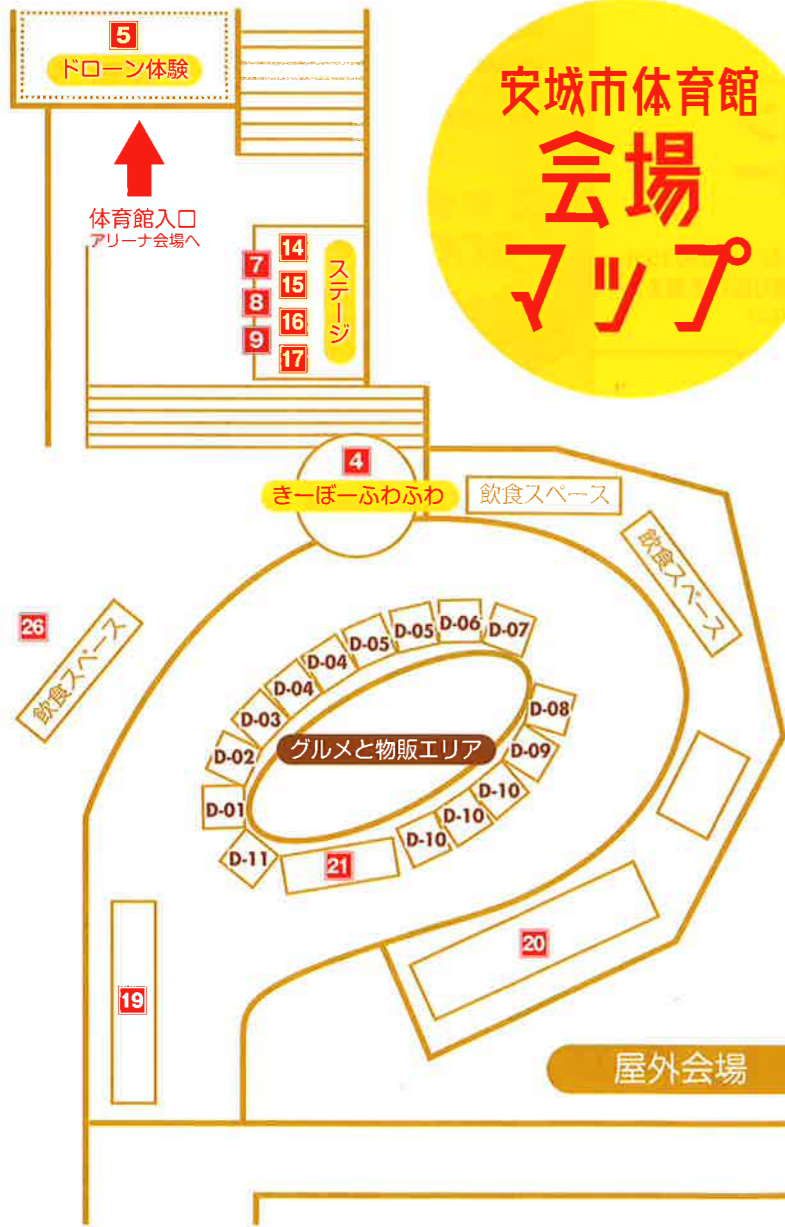 5
ドローン体験
安城市体育館
会場
マップ
体育館入口
アリーナ会場へ
7
8
9
14
15
16
17
ステージ
4
きーぼーふわふわ
飲食スペース
飲食スペース
26
飲食スペース
D-01
D-02
D-03
D-04
D-04
D-05
D-05
D-06
D-07
D-08
D-09
D-10
D-10
D-10
D-11
グルメと物販エリア
21
20
19
屋外会場